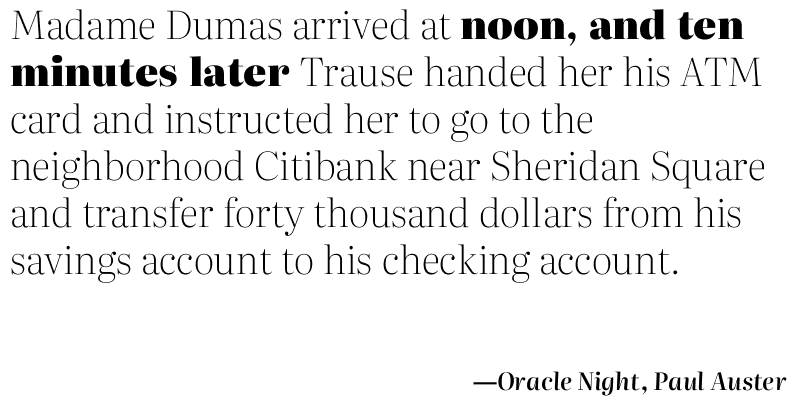 Madame Dumas arrived at noon, and ten
minutes later Trause handed her his ATM
card and instructed her to go to the
neighborhood Citibank near Sheridan Square
and transfer forty thousand dollars from his
savings account to his checking account.
—Oracle Night, Paul Auster